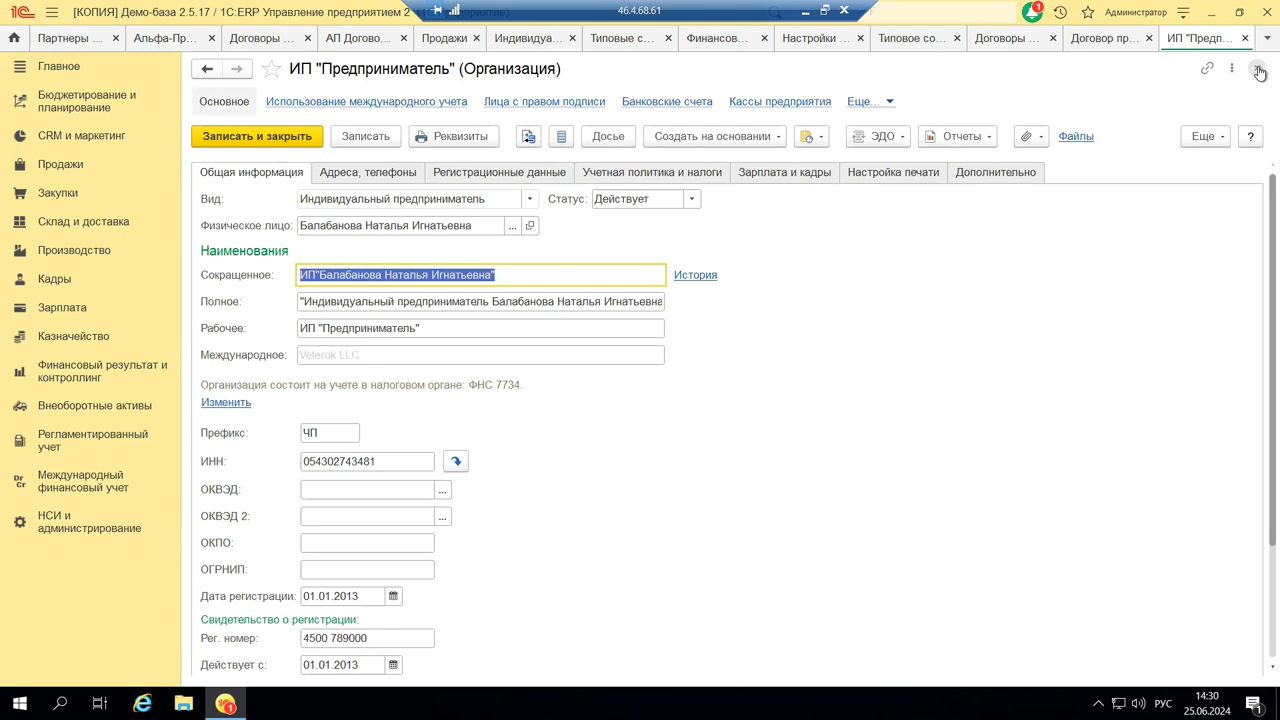 [КОПИЯ] Демо-база 2.5.17 / 1С:ERP Управление предприятием 2
46.4.68.61
1
Администратор
Партнеры ...
Альфа-Пр...
Договоры ...
АП Догово...
Продажи
Индивидуа...
Типовые с...
Финансов...
Настройки ...
Типовое со...
Договоры ...
Договор пр...
ИП "Предп...
Главное
Бюджетирование и
планирование
CRM и маркетинг
Продажи
Закупки
Склад и доставка
Производство
Кадры
Зарплата
Казначейство
Финансовый результат и
контроллинг
Внеоборотные активы
Регламентированный
учет
Dr
Cr
Международный
финансовый учет
НСИ и
администрирование
ИП "Предприниматель" (Организация)
Основное
Использование международного учета
Лица с правом подписи
Банковские счета
Кассы предприятия
Еще...
Записать и закрыть
Записать
Реквизиты
Досье
Создать на основании
ЭДО
Отчеты
Файлы
Еще
?
Общая информация
Адреса, телефоны
Регистрационные данные
Учетная политика и налоги
Зарплата и кадры
Настройка печати
Дополнительно
Вид: Индивидуальный предприниматель
Статус: Действует
Физическое лицо: Балабанова Наталья Игнатьевна ...
Наименования
Сокращенное: ИП"Балабанова Наталья Игнатьевна"
История
Полное: "Индивидуальный предприниматель Балабанова Наталья Игнатьевна
Рабочее: ИП "Предприниматель"
Международное: Veterok LLC
Организация состоит на учете в налоговом органе: ФНС 7734.
Изменить
Префикс: ЧП
ИНН: 054302743481
ОКВЭД: ...
ОКВЭД 2: ...
ОКПО:
ОГРНИП:
Дата регистрации: 01.01.2013
Свидетельство о регистрации:
Рег. номер: 4500 789000
Действует с: 01.01.2013
1
РУС
14:30
25.06.2024
1